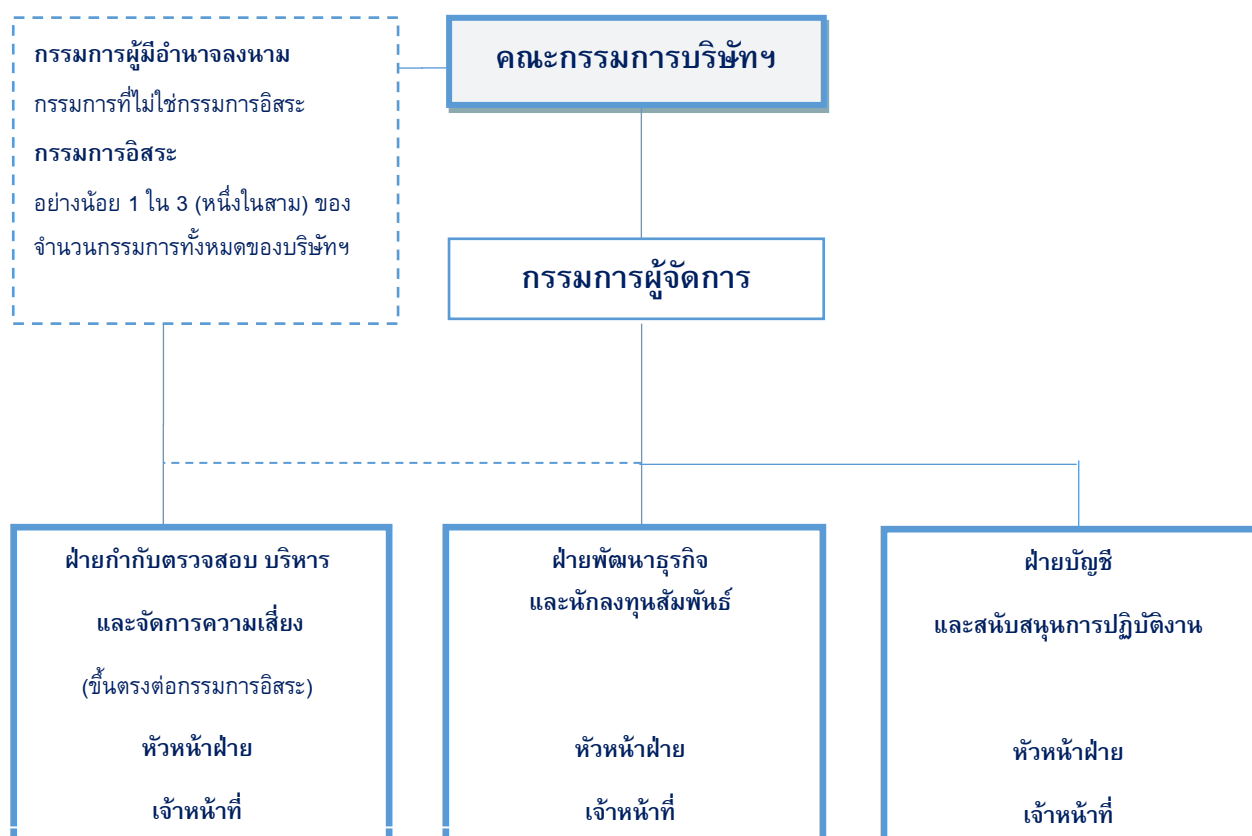 กรรมการผู้มีอำนาจลงนาม
กรรมการที่ไม่ใช่กรรมการอิสระ
กรรมการอิสระ
อย่างน้อย 1 ใน 3 (หนึ่งในสาม) ของ
จำนวนกรรมการทั้งหมดของบริษัทฯ
คณะกรรมการบริษัทฯ
กรรมการผู้จัดการ
ฝ่ายกำกับตรวจสอบ บริหาร
และจัดการความเสี่ยง
(ขึ้นตรงต่อกรรมการอิสระ)
หัวหน้าฝ่าย
เจ้าหน้าที่
ฝ่ายพัฒนาธุรกิจ
และนักลงทุนสัมพันธ์
หัวหน้าฝ่าย
เจ้าหน้าที่
ฝ่ายบัญชี
และสนับสนุนการปฏิบัติงาน
หัวหน้าฝ่าย
เจ้าหน้าที่